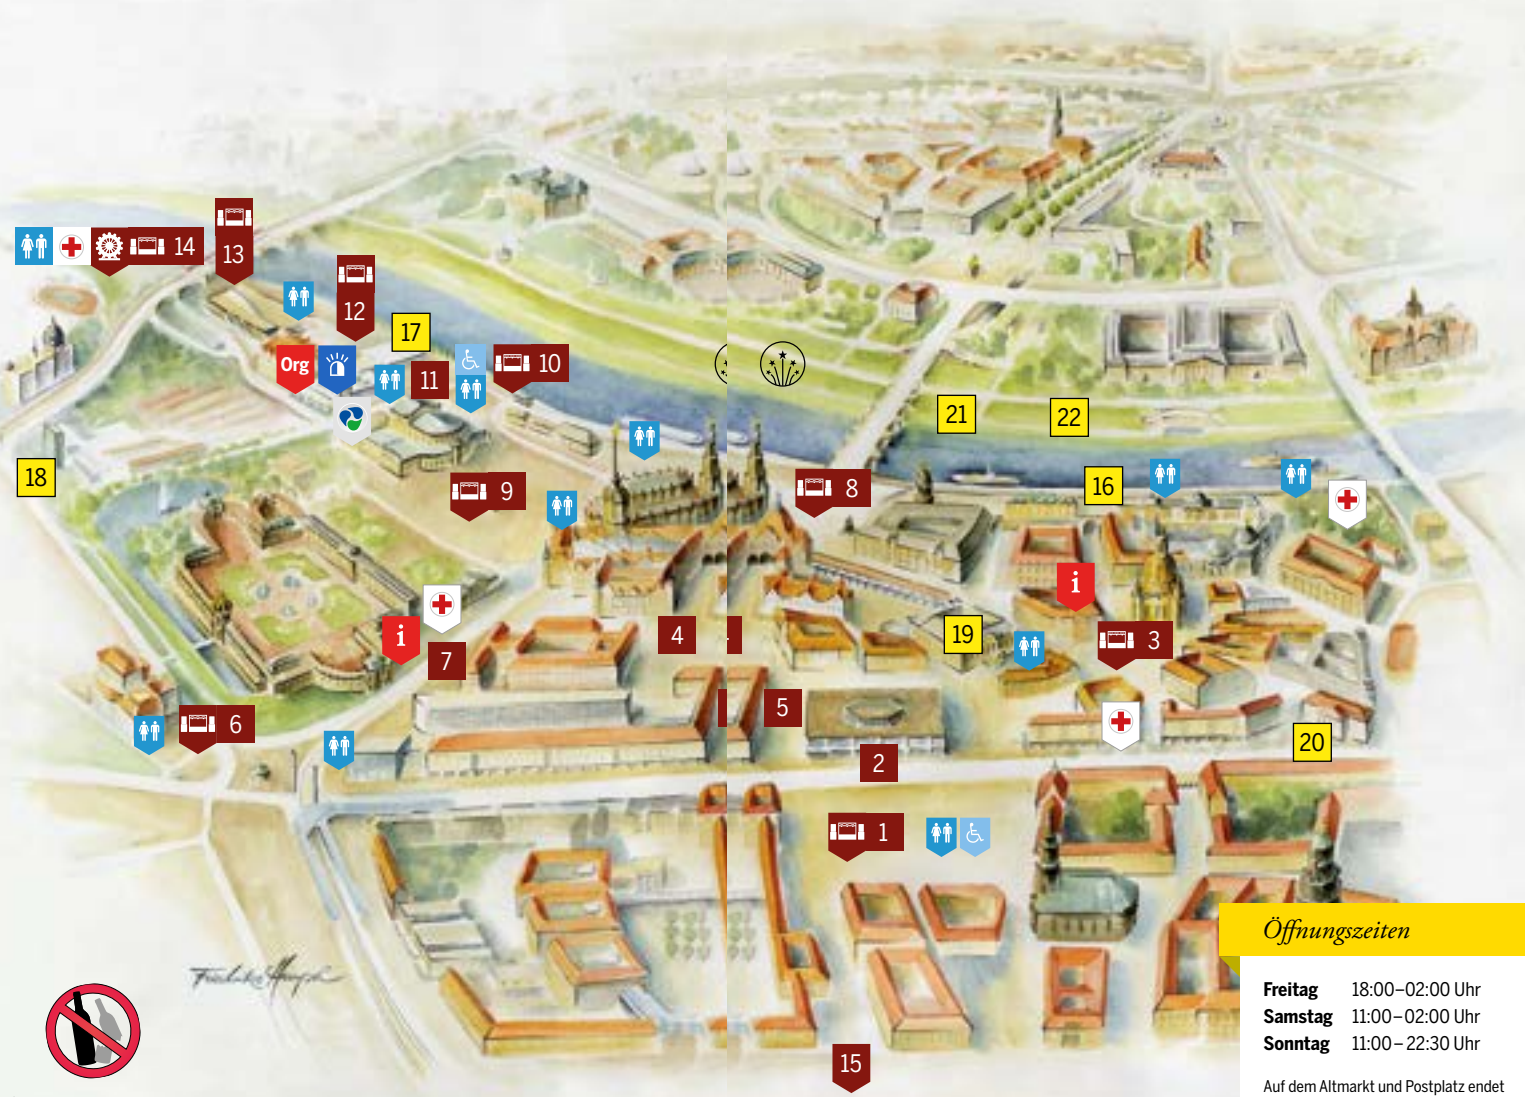 14
13
12
17
Org
11
10
21
22
18
9
8
16
i
i
7
4
19
3
5
6
2
20
1
15
Öffnungszeiten
Freitag 18:00–02:00 Uhr
Samstag 11:00–02:00 Uhr
Sonntag 11:00–22:30 Uhr
Auf dem Altmarkt und Postplatz endet